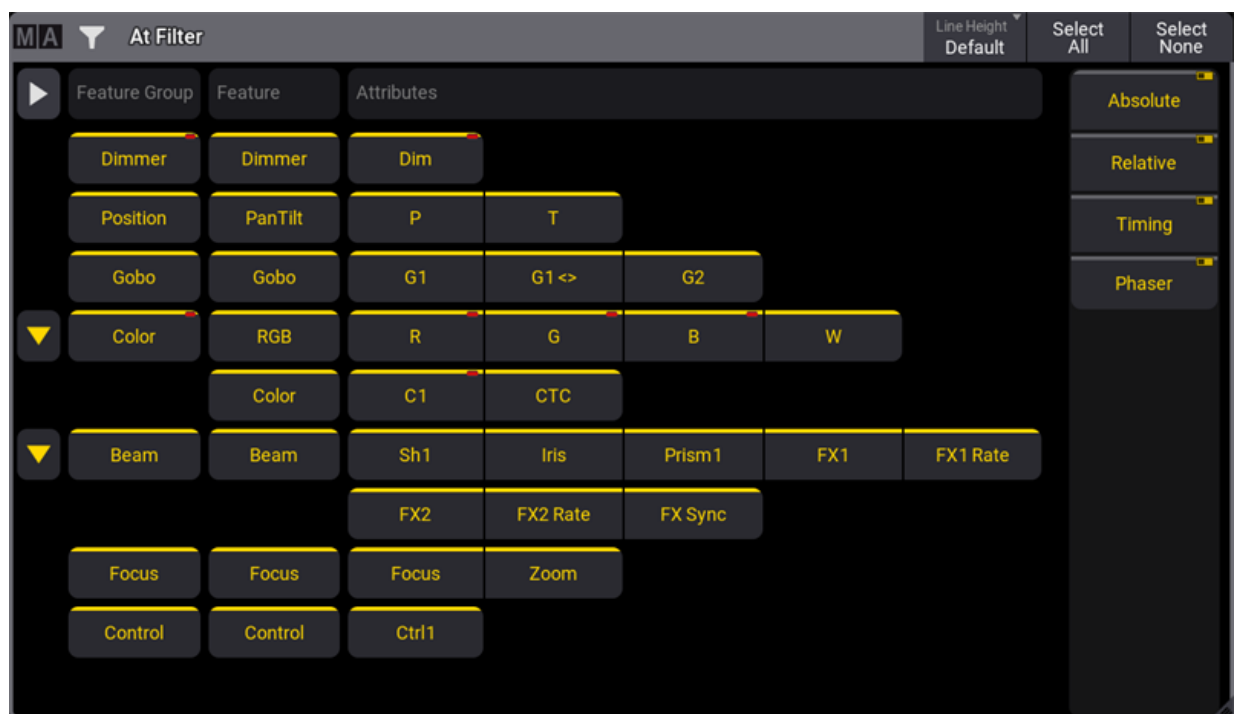 MA At Filter Line Height Default Select All Select None
Feature Group Feature Attributes Absolute
Dimmer Dimmer Dim Relative
Position PanTilt P T Timing
Gobo Gobo G1 G1 <> G2 Phaser
Color RGB R G B W
Color C1 CTC
Beam Beam Sh1 Iris Prism1 FX1 FX1 Rate
FX2 FX2 Rate FX Sync
Focus Focus Focus Zoom
Control Control Ctrl1